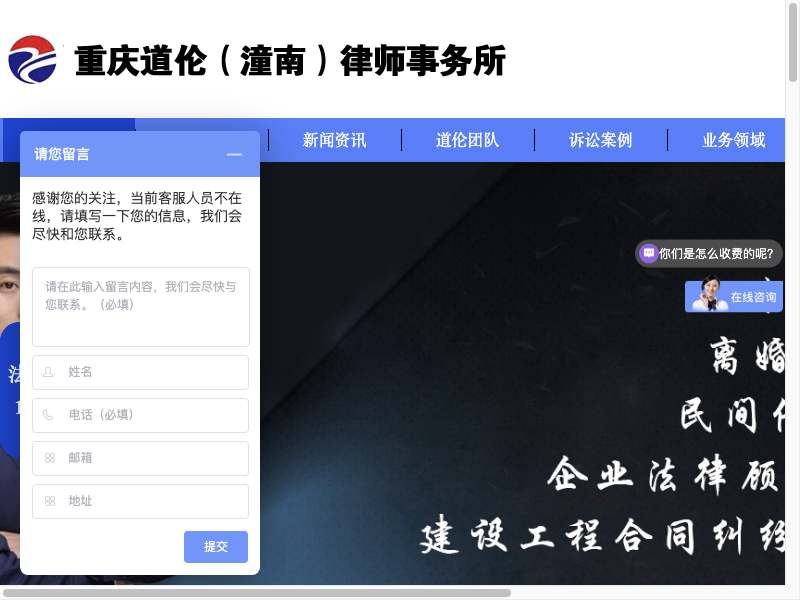 重庆道伦（潼南）律师事务所
新闻资讯
道伦团队
诉讼案例
业务领域
请您留言
感谢您的关注，当前客服人员不在
线，请填写一下您的信息，我们会
尽快和您联系。
请在此输入留言内容，我们会尽快与
您联系。（必填）
姓名
电话（必填）
邮箱
地址
提交
你们是怎么收费的呢？
在线咨询
法
离婚
民间
企业法律顾
建设工程合同纠纷